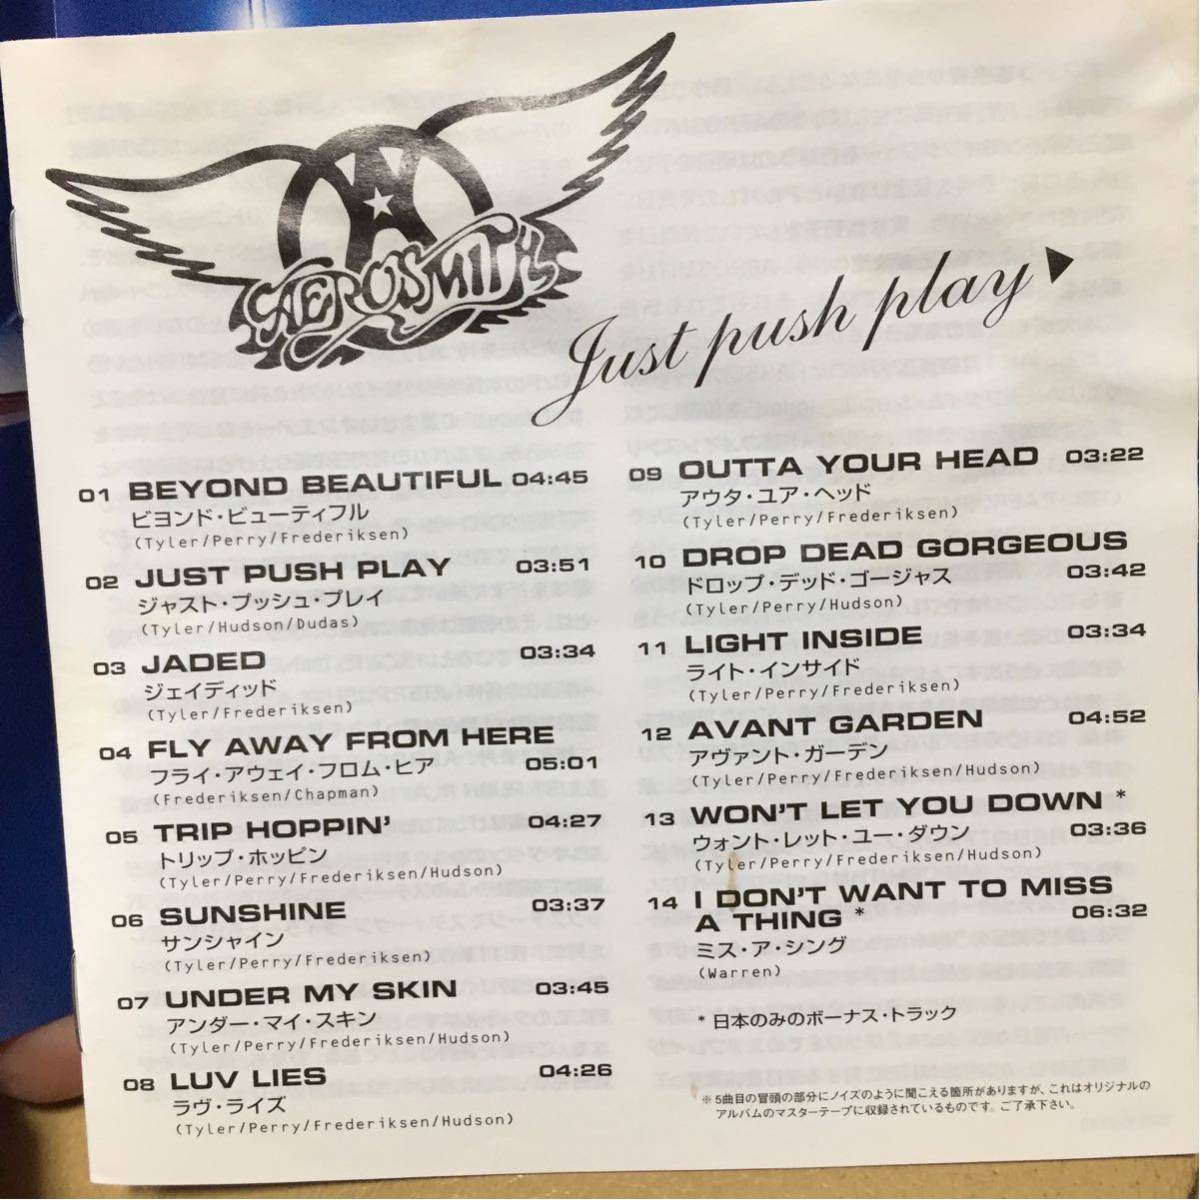 AEROSMITH
Just push play
01 BEYOND BEAUTIFUL 04:45
ビヨンド・ビューティフル
(Tyler/Perry/Frederiksen)
02 JUST PUSH PLAY 03:51
ジャスト・プッシュ・プレイ
(Tyler/Hudson/Dudas)
03 JADED 03:34
ジェイディッド
(Tyler/Frederiksen)
04 FLY AWAY FROM HERE
フライ・アウェイ・フロム・ヒア 05:01
(Frederiksen/Chapman)
05 TRIP HOPPIN' 04:27
トリップ・ホッピン
(Tyler/Perry/Frederiksen/Hudson)
06 SUNSHINE 03:37
サンシャイン
(Tyler/Perry/Frederiksen)
07 UNDER MY SKIN 03:45
アンダー・マイ・スキン
(Tyler/Perry/Frederiksen/Hudson)
08 LUV LIES 04:26
ラヴ・ライズ
(Tyler/Perry/Frederiksen/Hudson)
09 OUTTA YOUR HEAD 03:22
アウタ・ユア・ヘッド
(Tyler/Perry/Frederiksen)
10 DROP DEAD GORGEOUS
ドロップ・デッド・ゴージャス 03:42
(Tyler/Perry/Hudson)
11 LIGHT INSIDE 03:34
ライト・インサイド
(Tyler/Perry/Frederiksen)
12 AVANT GARDEN 04:52
アヴァント・ガーデン
(Tyler/Perry/Frederiksen/Hudson)
13 WON'T LET YOU DOWN *
ウォント・レット・ユー・ダウン 03:36
(Tyler/Perry/Frederiksen/Hudson)
14 I DON'T WANT TO MISS
A THING * 06:32
ミス・ア・シング
(Warren)
* 日本のみのボーナス・トラック
※5曲目の冒頭の部分にノイズのように聞こえる箇所がありますが、これはオリジナルの
アルバムのマスターテープに収録されているものです。ご了承下さい。